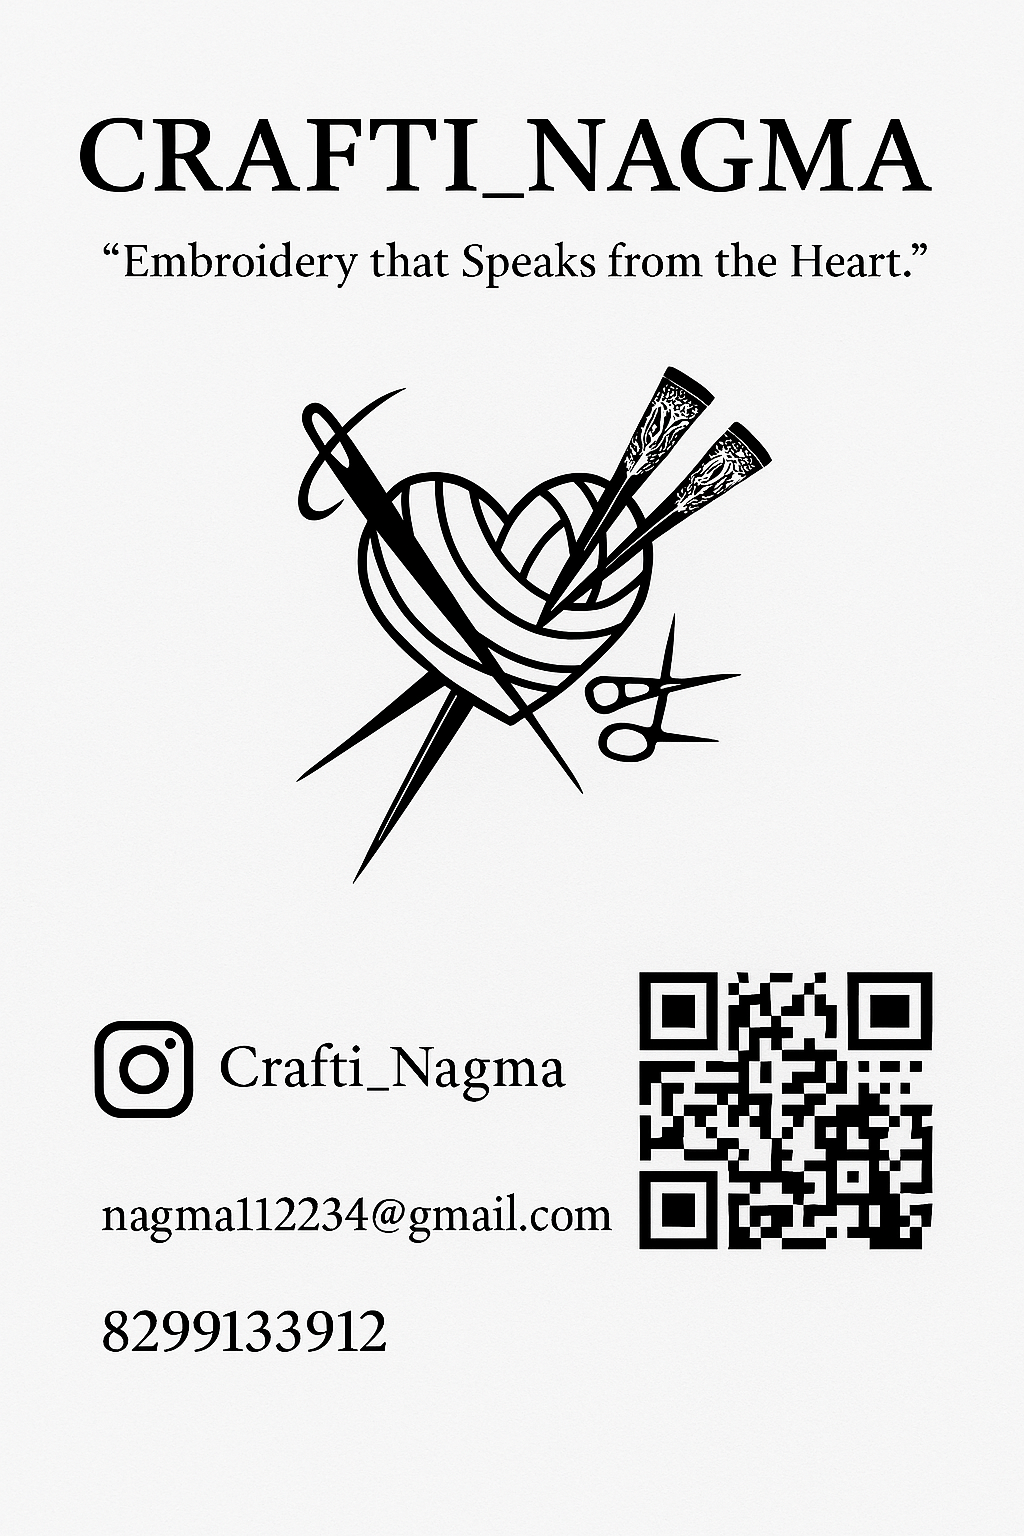 CRAFTI_NAGMA
“Embroidery that Speaks from the Heart.”
Crafti_Nagma
nagma112234@gmail.com
8299133912